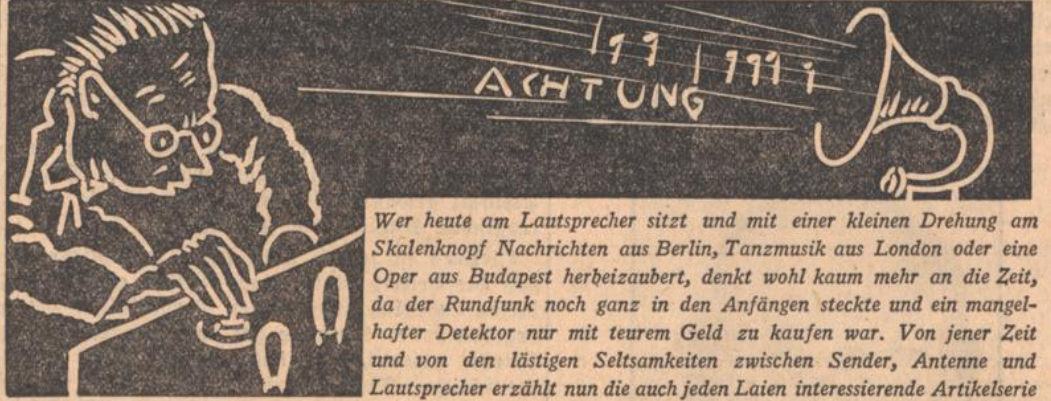 ACHTUNG
Wer heute am Lautsprecher sitzt und mit einer kleinen Drehung am
Skalenknopf Nachrichten aus Berlin, Tanzmusik aus London oder eine
Oper aus Budapest herbeizaubert, denkt wohl kaum mehr an die Zeit,
da der Rundfunk noch ganz in den Anfängen steckte und ein mangel-
hafter Detektor nur mit teurem Geld zu kaufen war. Von jener Zeit
und von den lästigen Seltsamkeiten zwischen Sender, Antenne und
Lautsprecher erzählt nun die auch jeden Laien interessierende Artikelserie